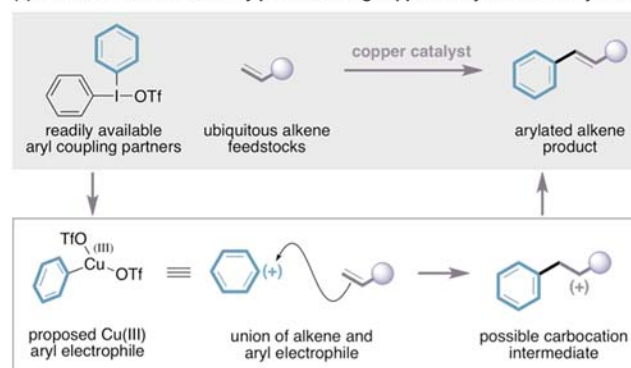 copper catalyst
I OTf
readily available
aryl coupling partners
ubiquitous alkene
feedstocks
arylated alkene
product
TfO
(III)
Cu
OTf
(+)
(+)
proposed Cu(III)
aryl electrophile
union of alkene and
aryl electrophile
possible carbocation
intermediate